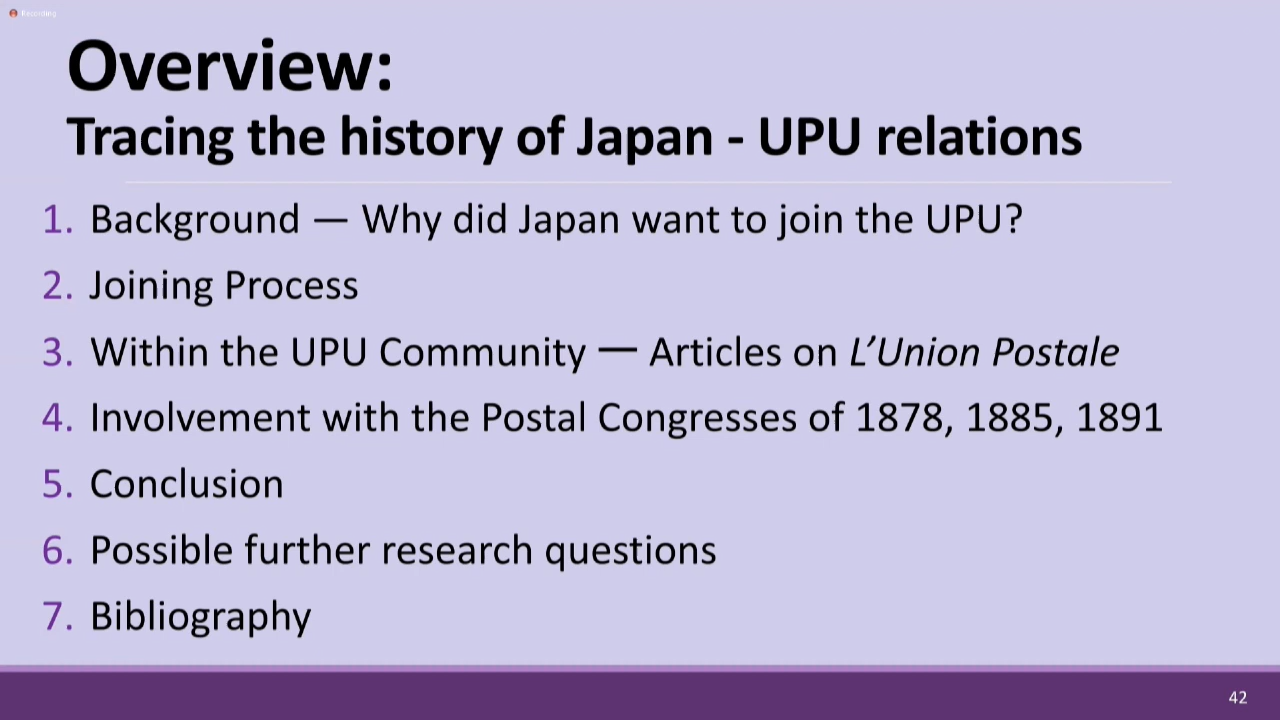 Recording
Overview:
Tracing the history of Japan - UPU relations
1. Background — Why did Japan want to join the UPU?
2. Joining Process
3. Within the UPU Community — Articles on L’Union Postale
4. Involvement with the Postal Congresses of 1878, 1885, 1891
5. Conclusion
6. Possible further research questions
7. Bibliography
42